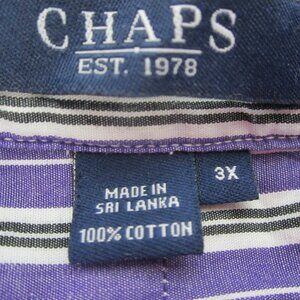 CHAPS
EST. 1978
3X
MADE IN
SRI LANKA
100% COTTON